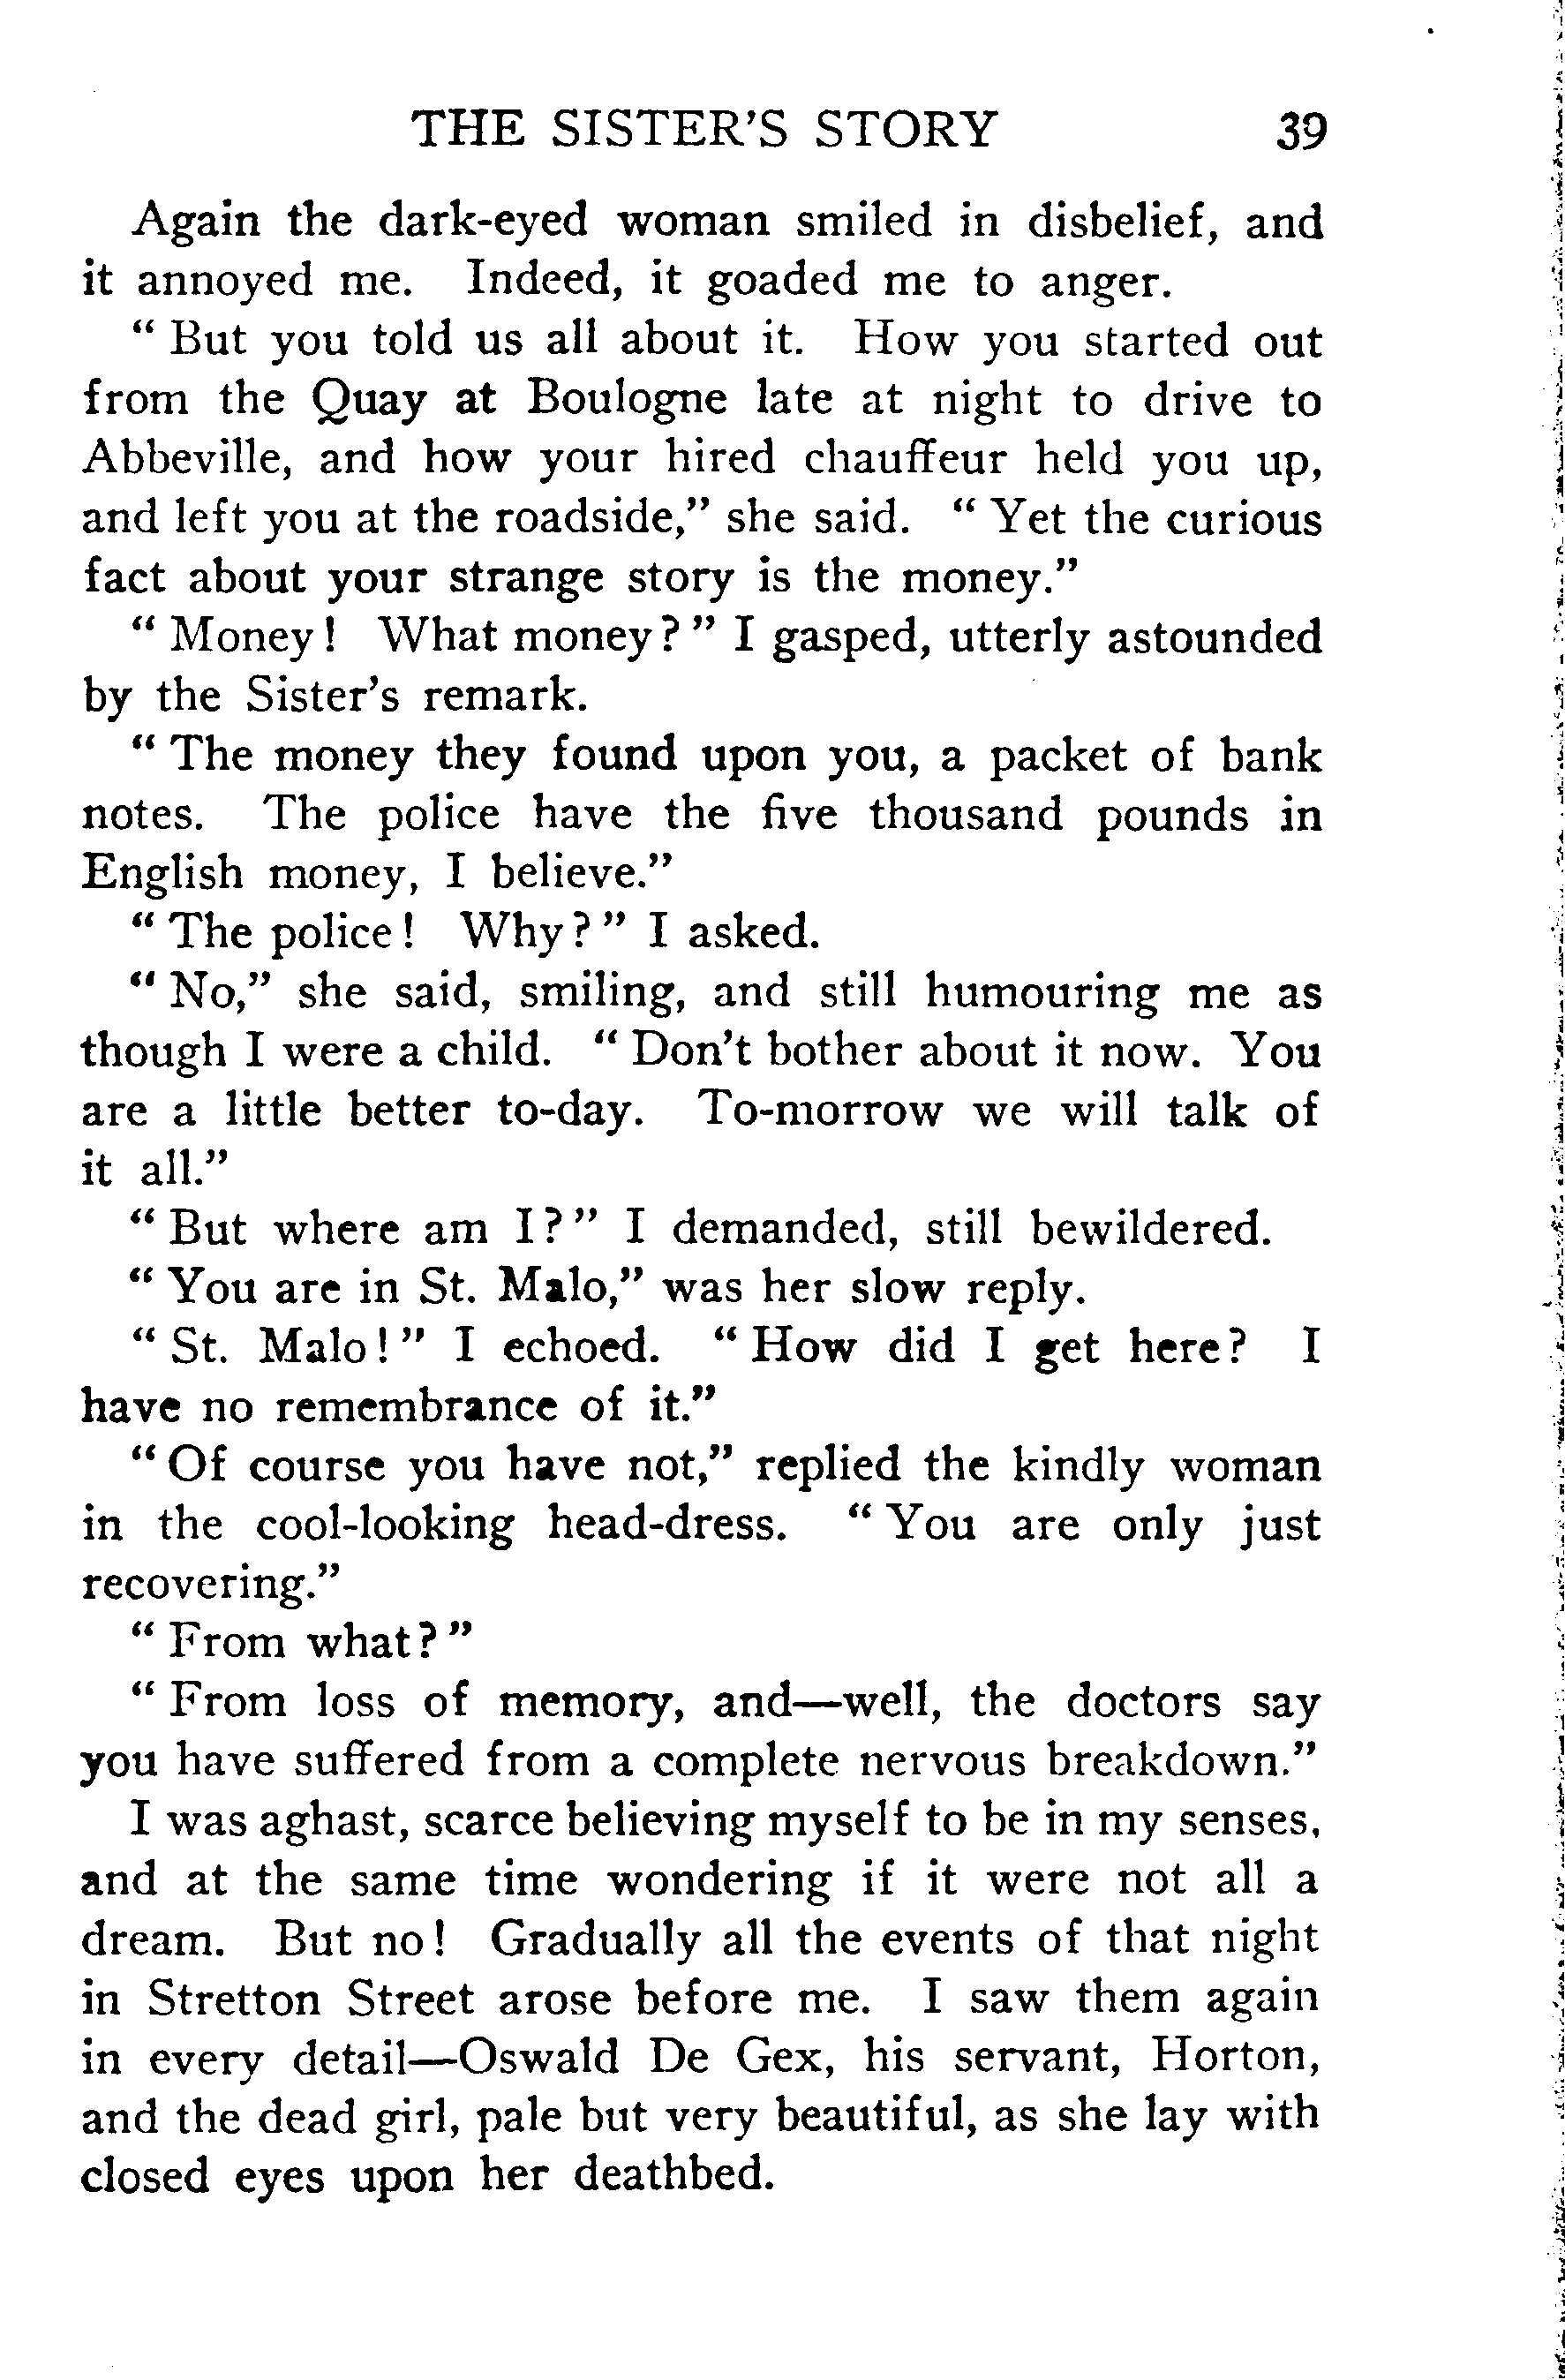 THE SISTER'S STORY 39
Again the dark-eyed woman smiled in disbelief, and
it annoyed me. Indeed, it goaded me to anger.
" But you told us all about it. How you started out
from the Quay at Boulogne late at night to drive to
Abbeville, and how your hired chauffeur held you up,
and left you at the roadside," she said. " Yet the curious
fact about your strange story is the money."
" Money! What money?" I gasped, utterly astounded
by the Sister's remark.
" The money they found upon you, a packet of bank
notes. The police have the five thousand pounds in
English money, I believe."
" The police! Why?" I asked.
" No," she said, smiling, and still humouring me as
though I were a child. " Don't bother about it now. You
are a little better to-day. To-morrow we will talk of
it all."
" But where am I?" I demanded, still bewildered.
" You are in St. Malo," was her slow reply.
" St. Malo!" I echoed. " How did I get here? I
have no remembrance of it."
" Of course you have not," replied the kindly woman
in the cool-looking head-dress. " You are only just
recovering."
" From what?"
" From loss of memory, and—well, the doctors say
you have suffered from a complete nervous breakdown."
I was aghast, scarce believing myself to be in my senses,
and at the same time wondering if it were not all a
dream. But no! Gradually all the events of that night
in Stretton Street arose before me. I saw them again
in every detail—Oswald De Gex, his servant, Horton,
and the dead girl, pale but very beautiful, as she lay with
closed eyes upon her deathbed.